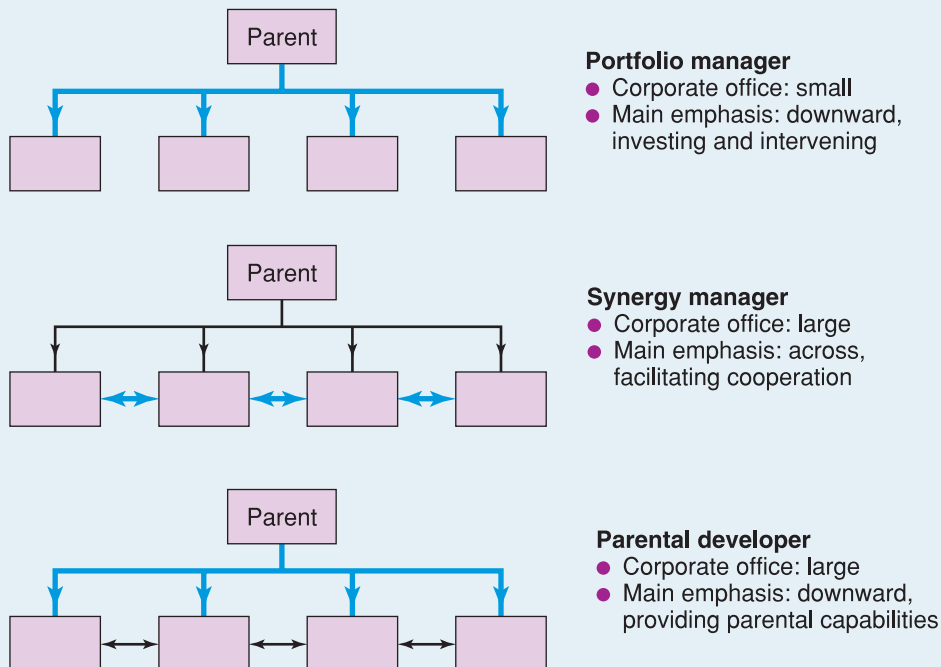 Parent
Portfolio manager
● Corporate office: small
● Main emphasis: downward,
investing and intervening
Parent
Synergy manager
● Corporate office: large
● Main emphasis: across,
facilitating cooperation
Parent
Parental developer
● Corporate office: large
● Main emphasis: downward,
providing parental capabilities